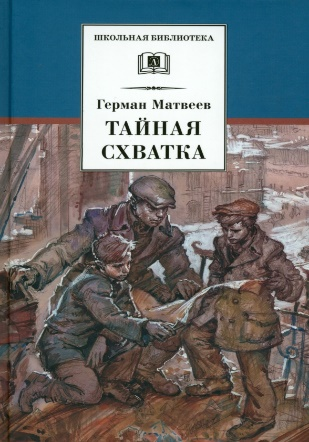 ШКОЛЬНАЯ БИБЛИОТЕКА
Герман Матвеев
ТАЙНАЯ
СХВАТКА